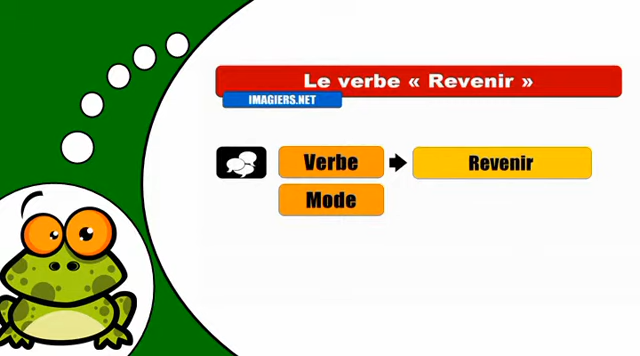 Le verbe « Revenir »
IMAGIERS.NET
Verbe
Revenir
Mode